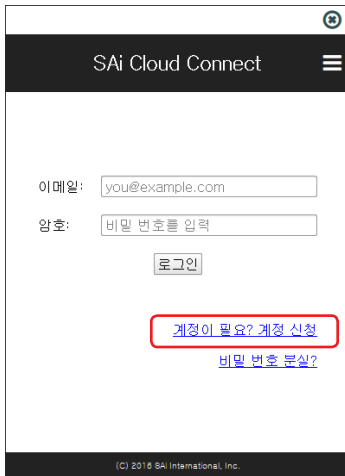 SAi Cloud Connect
이메일: you@example.com
암호: 비밀 번호를 입력
로그인
계정이 필요? 계정 신청
비밀 번호 분실?
(C) 2016 SAi International, Inc.